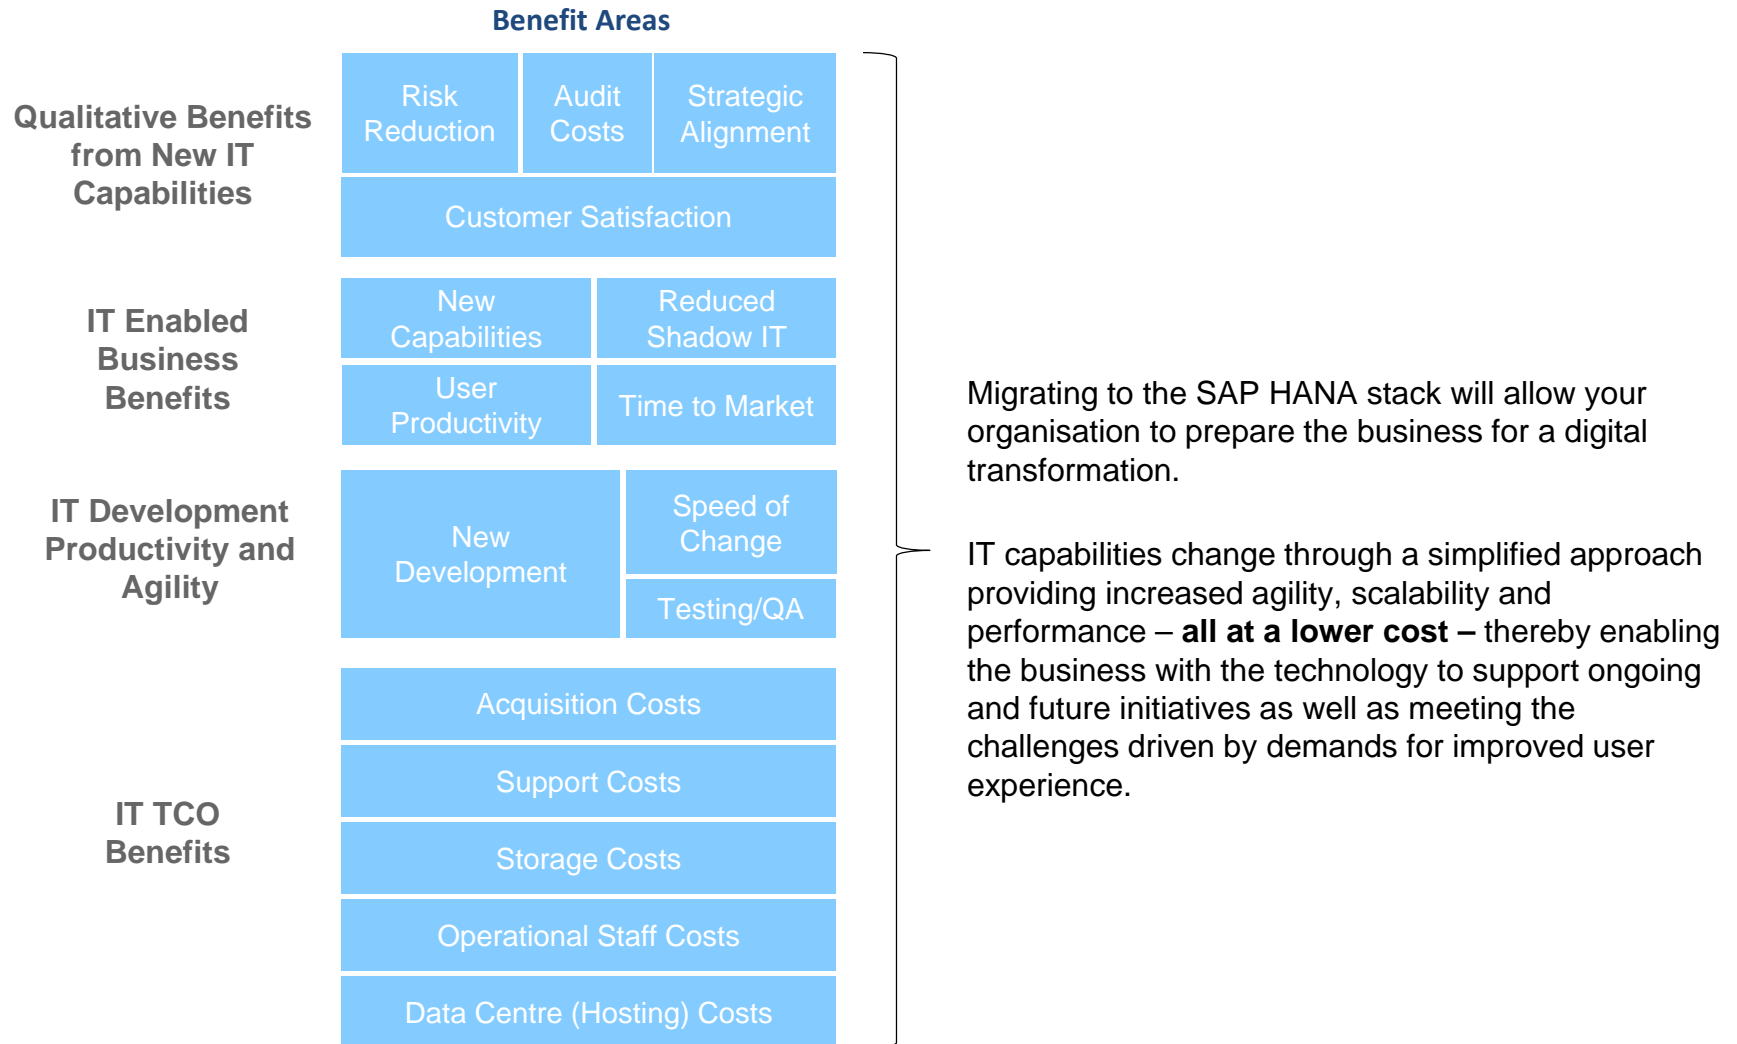 Benefit Areas
Qualitative Benefits
from New IT
Capabilities
Risk
Reduction
Audit
Costs
Strategic
Alignment
Customer Satisfaction
IT Enabled
Business
Benefits
New
Capabilities
Reduced
Shadow IT
User
Productivity
Time to Market
IT Development
Productivity and
Agility
New
Development
Speed of
Change
Testing/QA
IT TCO
Benefits
Acquisition Costs
Support Costs
Storage Costs
Operational Staff Costs
Data Centre (Hosting) Costs
Migrating to the SAP HANA stack will allow your
organisation to prepare the business for a digital
transformation.
IT capabilities change through a simplified approach
providing increased agility, scalability and
performance – all at a lower cost – thereby enabling
the business with the technology to support ongoing
and future initiatives as well as meeting the
challenges driven by demands for improved user
experience.